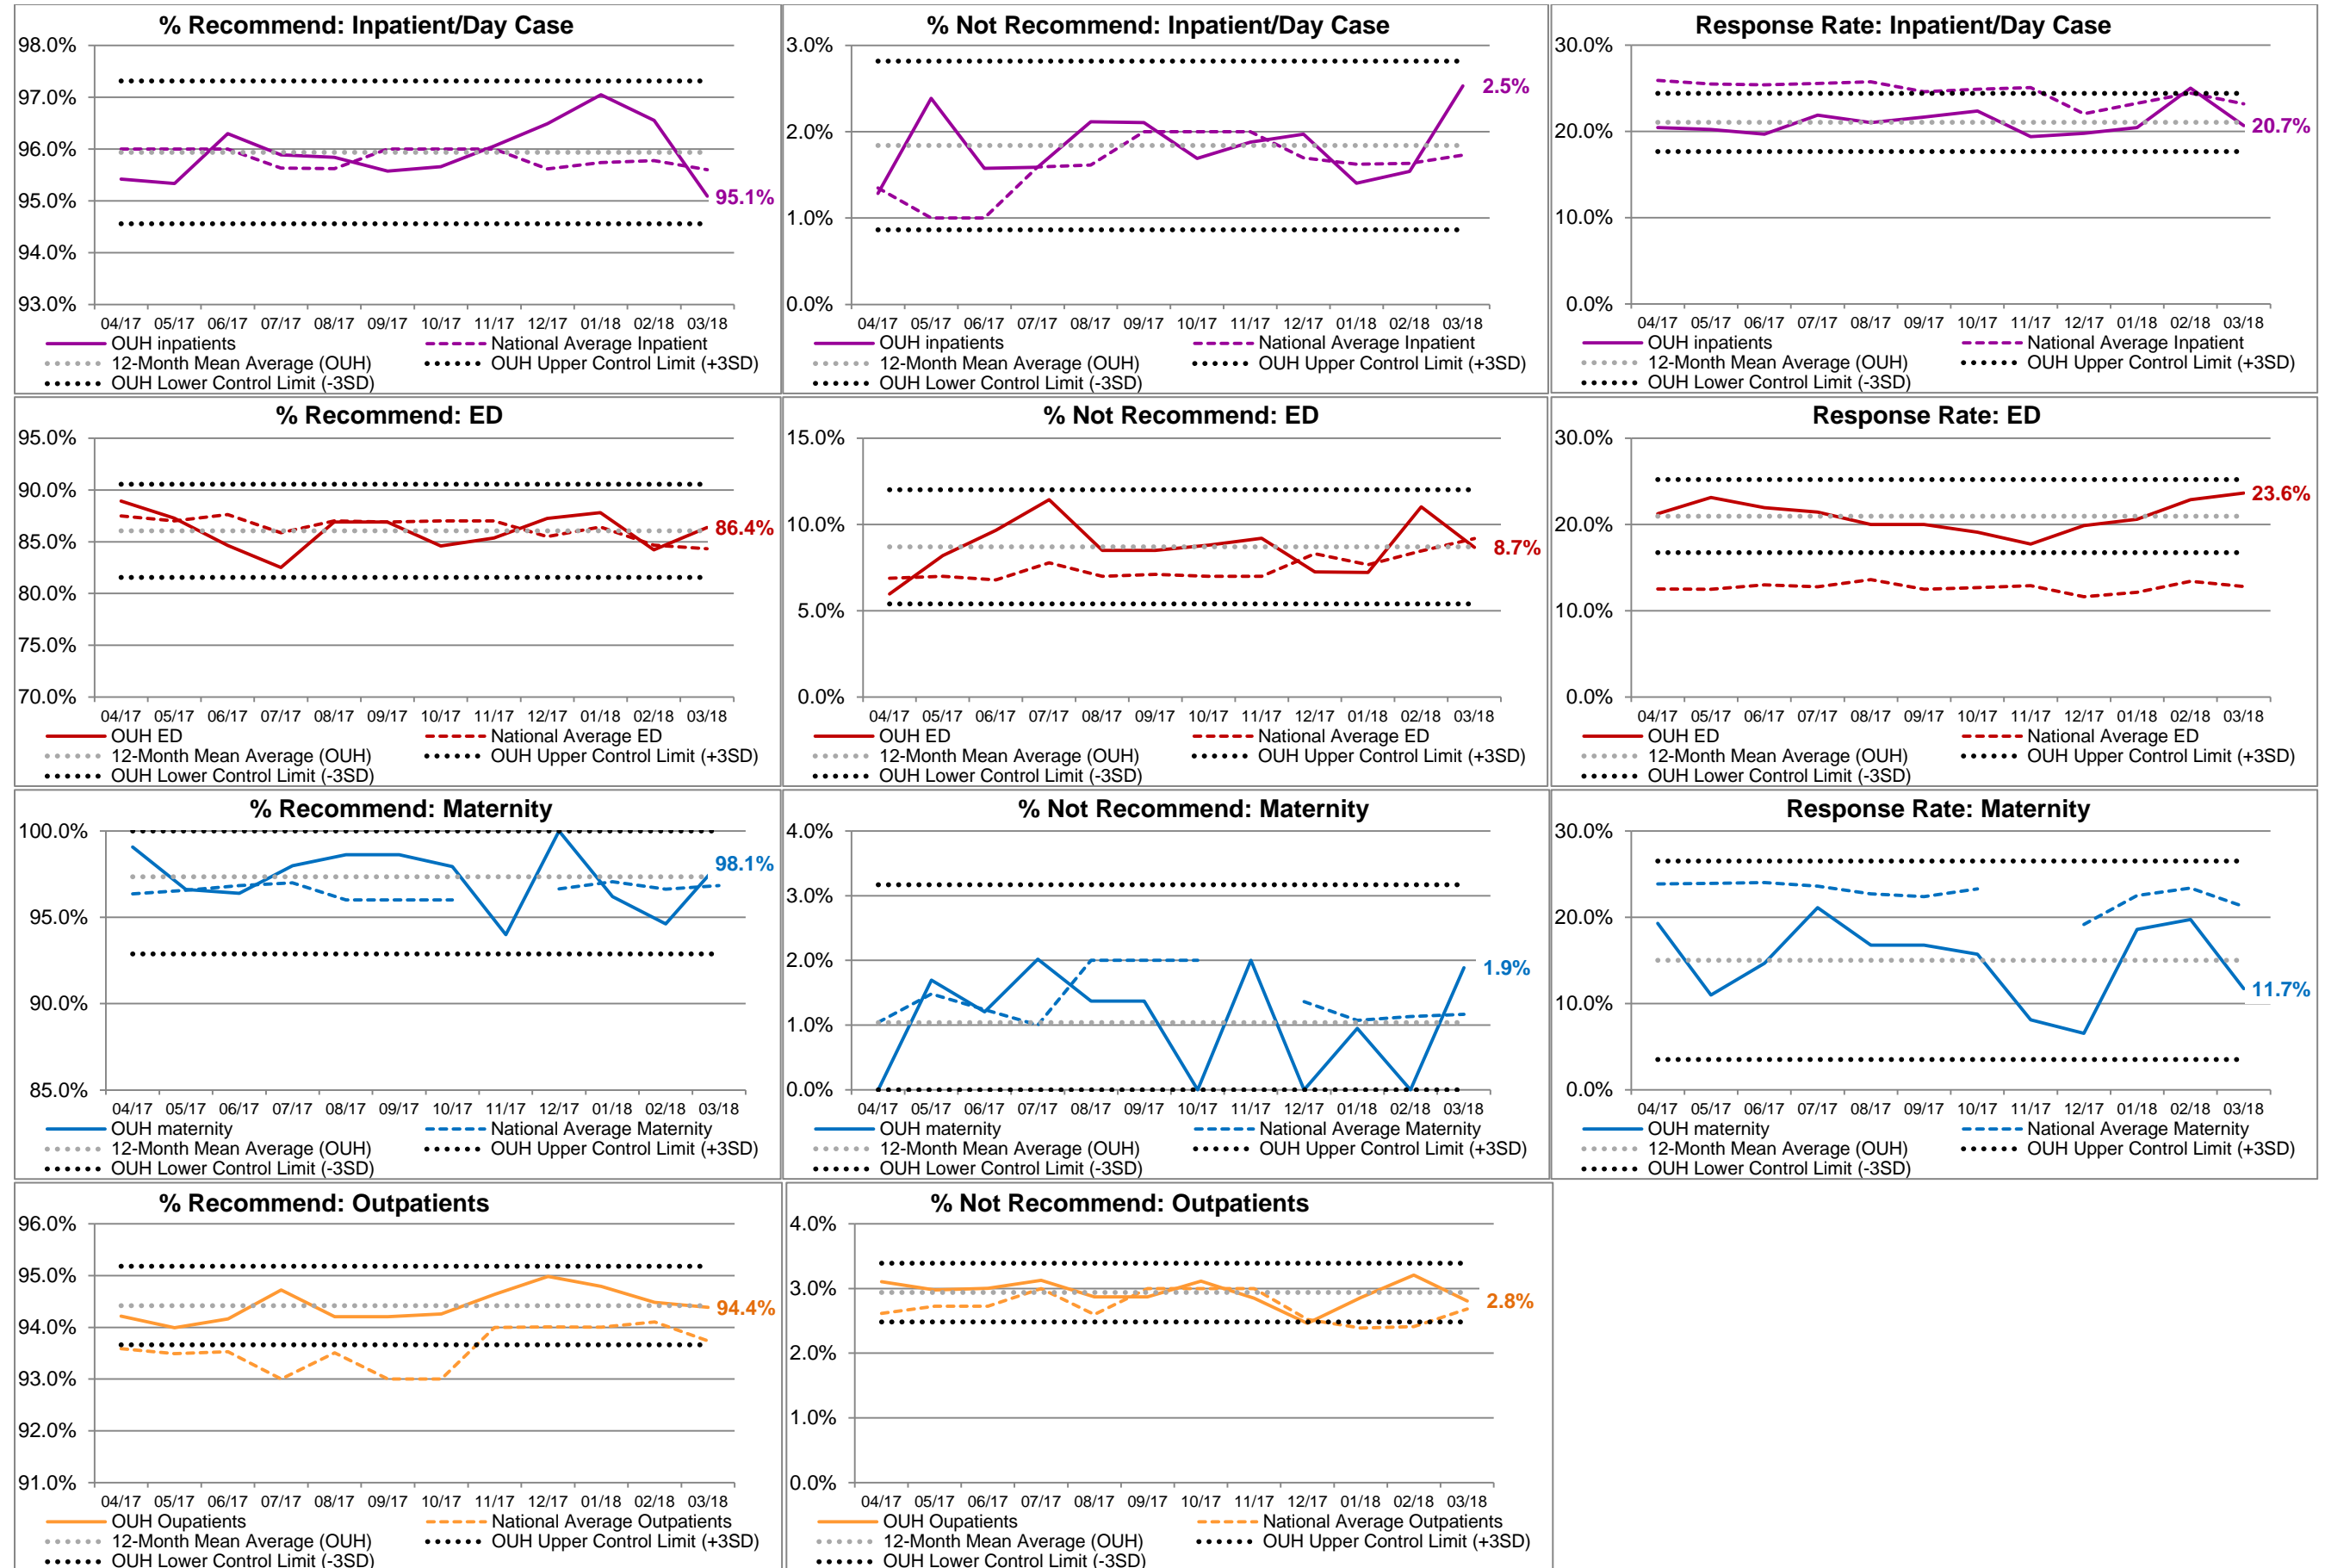 % Recommend: Inpatient/Day Case
98.0%
97.0%
96.0%
95.0%
94.0%
93.0%
95.1%
04/17 05/17 06/17 07/17 08/17 09/17 10/17 11/17 12/17 01/18 02/18 03/18
OUH inpatients National Average Inpatient
12-Month Mean Average (OUH) OUH Upper Control Limit (+3SD)
OUH Lower Control Limit (-3SD)
% Not Recommend: Inpatient/Day Case
3.0%
2.0%
1.0%
0.0%
2.5%
04/17 05/17 06/17 07/17 08/17 09/17 10/17 11/17 12/17 01/18 02/18 03/18
OUH inpatients National Average Inpatient
12-Month Mean Average (OUH) OUH Upper Control Limit (+3SD)
OUH Lower Control Limit (-3SD)
Response Rate: Inpatient/Day Case
30.0%
20.0%
10.0%
0.0%
20.7%
04/17 05/17 06/17 07/17 08/17 09/17 10/17 11/17 12/17 01/18 02/18 03/18
OUH inpatients National Average Inpatient
12-Month Mean Average (OUH) OUH Upper Control Limit (+3SD)
OUH Lower Control Limit (-3SD)
% Recommend: ED
95.0%
90.0%
85.0%
80.0%
75.0%
70.0%
86.4%
04/17 05/17 06/17 07/17 08/17 09/17 10/17 11/17 12/17 01/18 02/18 03/18
OUH ED National Average ED
12-Month Mean Average (OUH) OUH Upper Control Limit (+3SD)
OUH Lower Control Limit (-3SD)
% Not Recommend: ED
15.0%
10.0%
5.0%
0.0%
8.7%
04/17 05/17 06/17 07/17 08/17 09/17 10/17 11/17 12/17 01/18 02/18 03/18
OUH ED National Average ED
12-Month Mean Average (OUH) OUH Upper Control Limit (+3SD)
OUH Lower Control Limit (-3SD)
Response Rate: ED
30.0%
20.0%
10.0%
0.0%
23.6%
04/17 05/17 06/17 07/17 08/17 09/17 10/17 11/17 12/17 01/18 02/18 03/18
OUH ED National Average ED
12-Month Mean Average (OUH) OUH Upper Control Limit (+3SD)
OUH Lower Control Limit (-3SD)
% Recommend: Maternity
100.0%
95.0%
90.0%
85.0%
98.1%
04/17 05/17 06/17 07/17 08/17 09/17 10/17 11/17 12/17 01/18 02/18 03/18
OUH maternity National Average Maternity
12-Month Mean Average (OUH) OUH Upper Control Limit (+3SD)
OUH Lower Control Limit (-3SD)
% Not Recommend: Maternity
4.0%
3.0%
2.0%
1.0%
0.0%
1.9%
04/17 05/17 06/17 07/17 08/17 09/17 10/17 11/17 12/17 01/18 02/18 03/18
OUH maternity National Average Maternity
12-Month Mean Average (OUH) OUH Upper Control Limit (+3SD)
OUH Lower Control Limit (-3SD)
Response Rate: Maternity
30.0%
20.0%
10.0%
0.0%
11.7%
04/17 05/17 06/17 07/17 08/17 09/17 10/17 11/17 12/17 01/18 02/18 03/18
OUH maternity National Average Maternity
12-Month Mean Average (OUH) OUH Upper Control Limit (+3SD)
OUH Lower Control Limit (-3SD)
% Recommend: Outpatients
96.0%
95.0%
94.0%
93.0%
92.0%
91.0%
94.4%
04/17 05/17 06/17 07/17 08/17 09/17 10/17 11/17 12/17 01/18 02/18 03/18
OUH Oupatients National Average Outpatients
12-Month Mean Average (OUH) OUH Upper Control Limit (+3SD)
OUH Lower Control Limit (-3SD)
% Not Recommend: Outpatients
4.0%
3.0%
2.0%
1.0%
0.0%
2.8%
04/17 05/17 06/17 07/17 08/17 09/17 10/17 11/17 12/17 01/18 02/18 03/18
OUH Oupatients National Average Outpatients
12-Month Mean Average (OUH) OUH Upper Control Limit (+3SD)
OUH Lower Control Limit (-3SD)